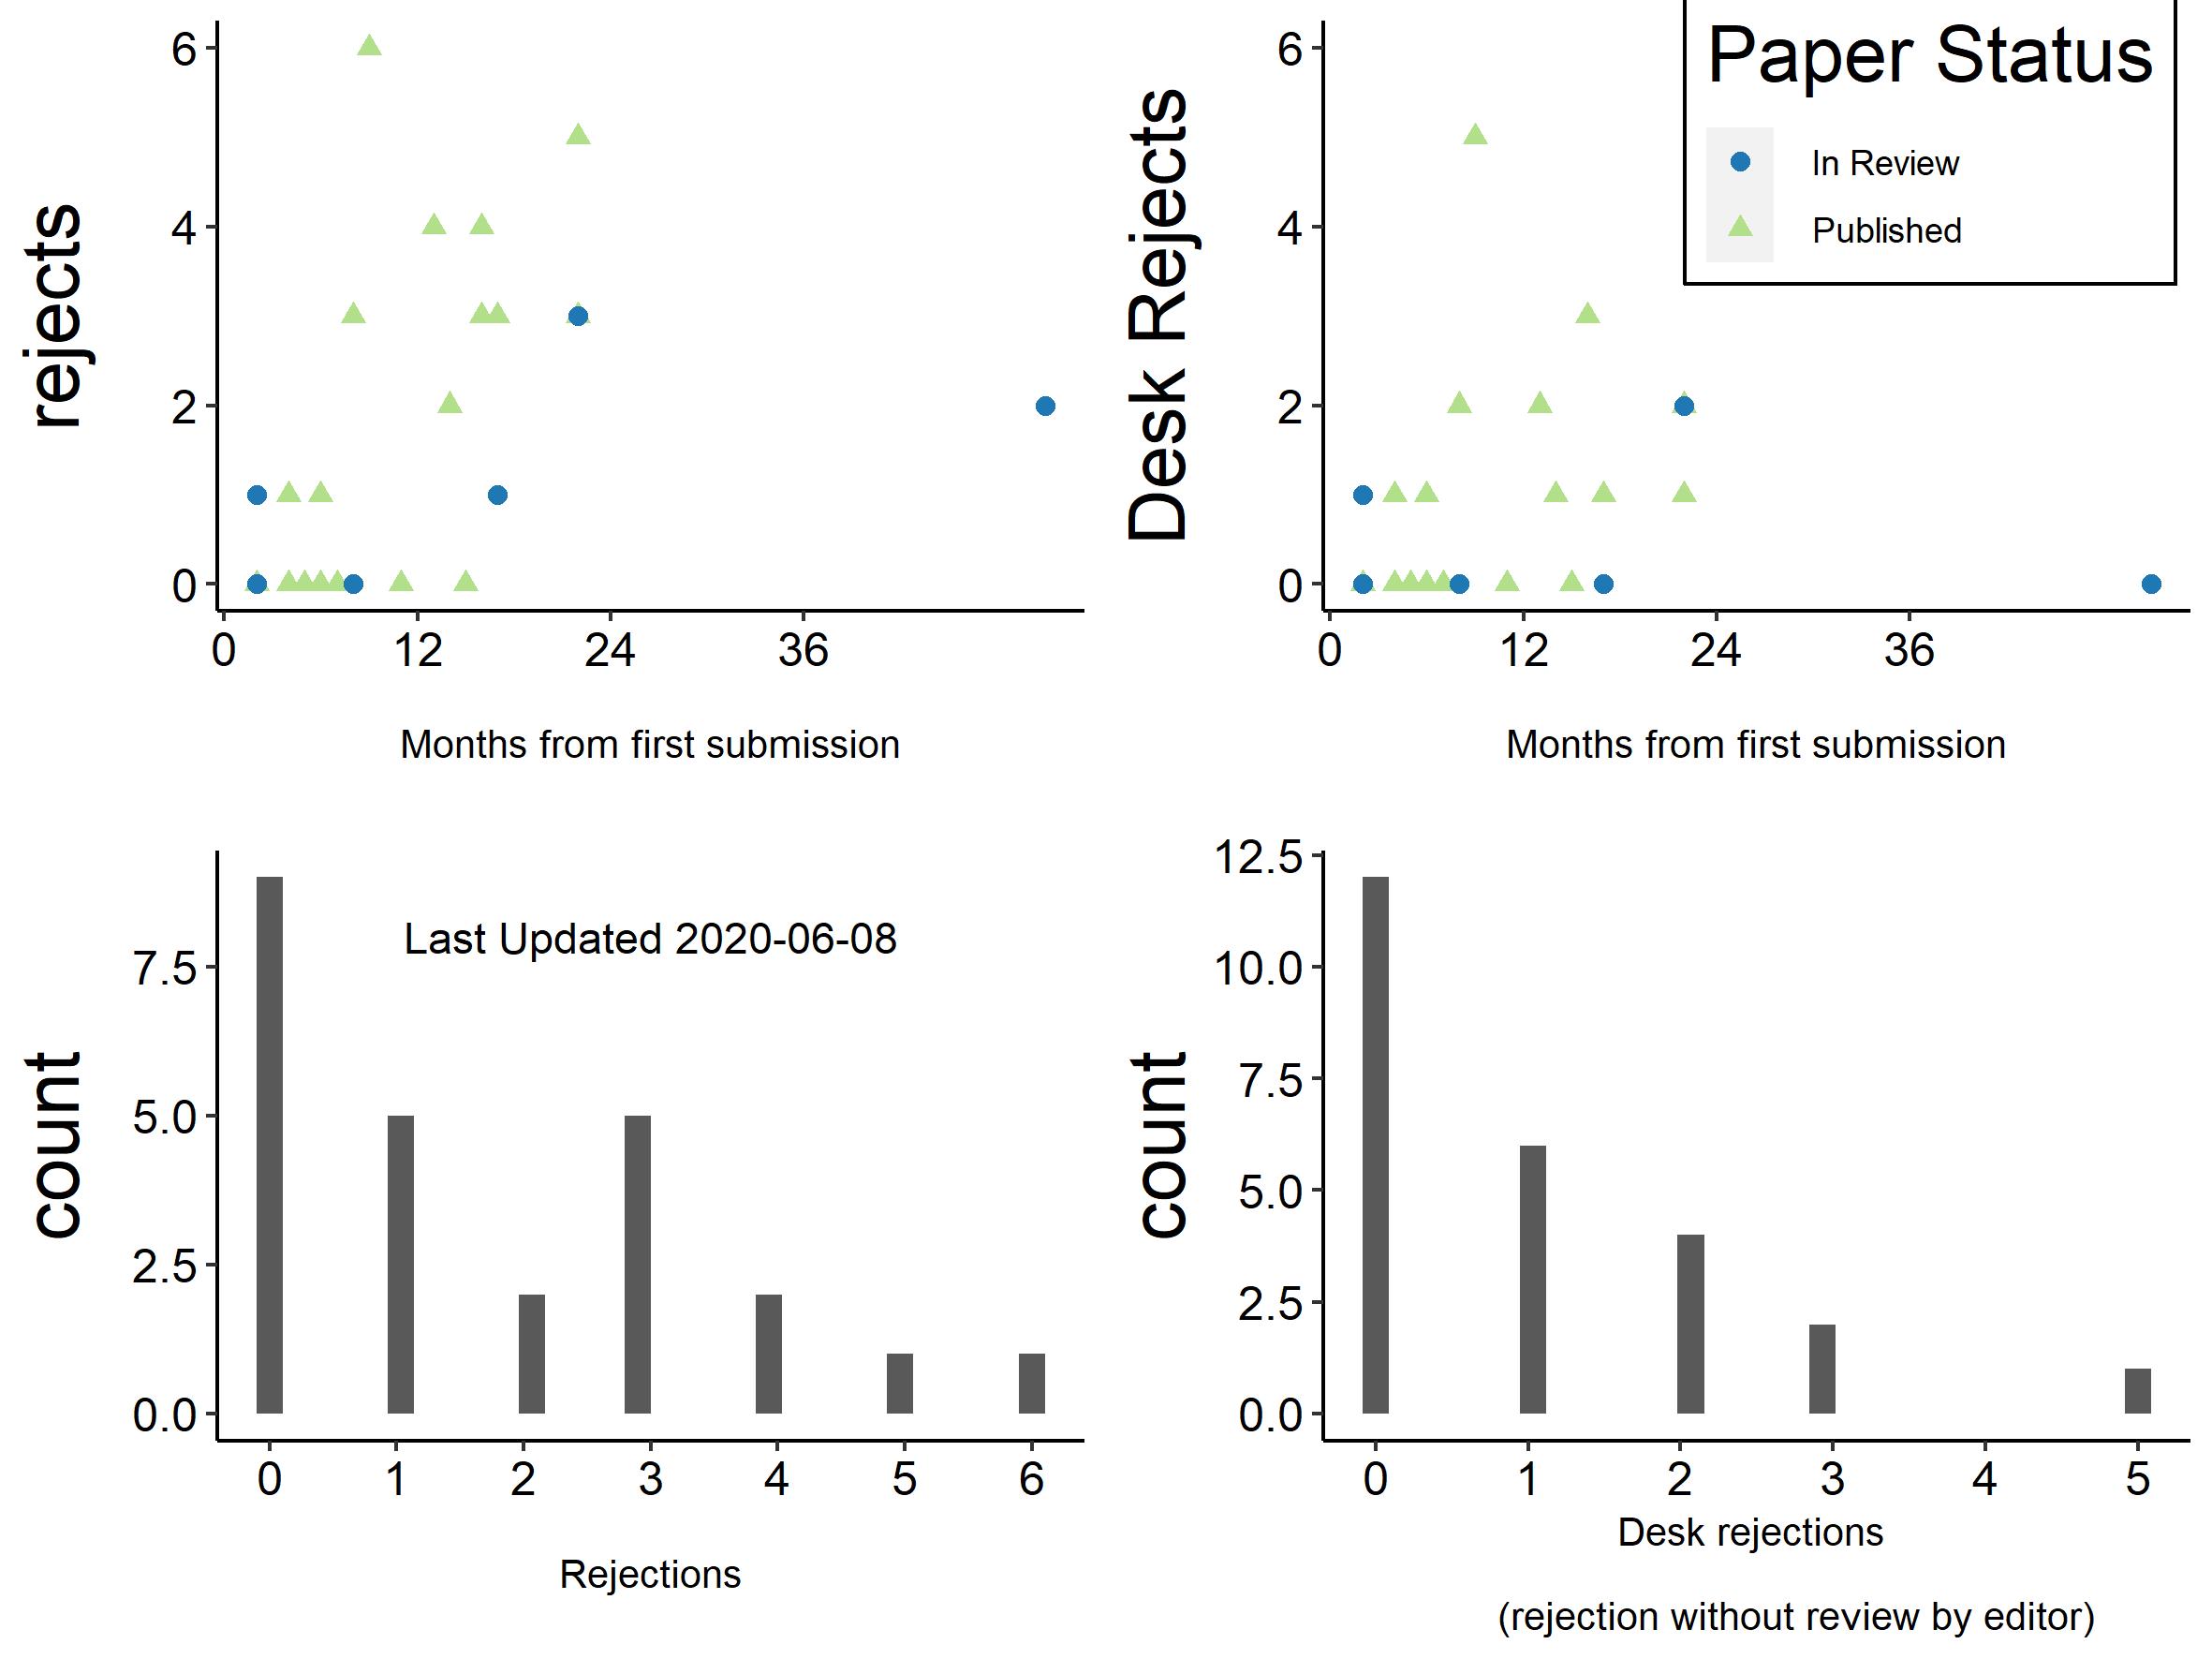 rejects
6
4
2
0
0 12 24 36
Months from first submission
Desk Rejects
6
4
2
0
0 12 24 36
Months from first submission
Paper Status
In Review
Published
count
7.5
5.0
2.5
0.0
Last Updated 2020-06-08
0 1 2 3 4 5 6
Rejections
count
12.5
10.0
7.5
5.0
2.5
0.0
0 1 2 3 4 5
Desk rejections
(rejection without review by editor)